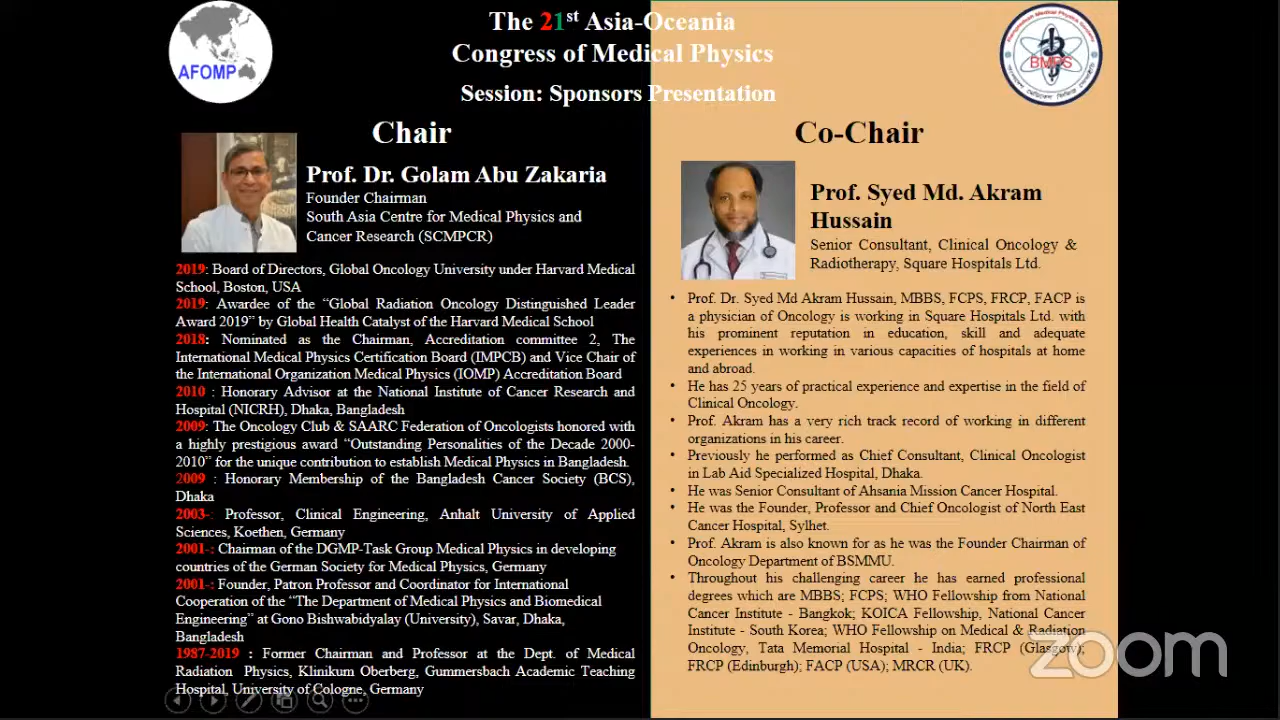 The 21st Asia-Oceania
Congress of Medical Physics
Session: Sponsors Presentation
AFOMP
BMPS
Chair
Prof. Dr. Golam Abu Zakaria
Founder Chairman
South Asia Centre for Medical Physics and
Cancer Research (SCMPCR)
2019: Board of Directors, Global Oncology University under Harvard Medical
School, Boston, USA
2019: Awardee of the “Global Radiation Oncology Distinguished Leader
Award 2019” by Global Health Catalyst of the Harvard Medical School
2018: Nominated as the Chairman, Accreditation committee 2, The
International Medical Physics Certification Board (IMPCB) and Vice Chair of
the International Organization Medical Physics (IOMP) Accreditation Board
2010 : Honorary Advisor at the National Institute of Cancer Research and
Hospital (NICRH), Dhaka, Bangladesh
2009: The Oncology Club & SAARC Federation of Oncologists honored with
a highly prestigious award “Outstanding Personalities of the Decade 2000-
2010” for the unique contribution to establish Medical Physics in Bangladesh.
2009 : Honorary Membership of the Bangladesh Cancer Society (BCS),
Dhaka
2003-: Professor, Clinical Engineering, Anhalt University of Applied
Sciences, Koethen, Germany
2001-: Chairman of the DGMP-Task Group Medical Physics in developing
countries of the German Society for Medical Physics, Germany
2001-: Founder, Patron Professor and Coordinator for International
Cooperation of the “The Department of Medical Physics and Biomedical
Engineering” at Gono Bishwabidyalay (University), Savar, Dhaka,
Bangladesh
1987-2019 : Former Chairman and Professor at the Dept. of Medical
Radiation Physics, Klinikum Oberberg, Gummersbach Academic Teaching
Hospital, University of Cologne, Germany
Co-Chair
Prof. Syed Md. Akram
Hussain
Senior Consultant, Clinical Oncology &
Radiotherapy, Square Hospitals Ltd.
• Prof. Dr. Syed Md Akram Hussain, MBBS, FCPS, FRCP, FACP is
a physician of Oncology is working in Square Hospitals Ltd. with
his prominent reputation in education, skill and adequate
experiences in working in various capacities of hospitals at home
and abroad.
• He has 25 years of practical experience and expertise in the field of
Clinical Oncology.
• Prof. Akram has a very rich track record of working in different
organizations in his career.
• Previously he performed as Chief Consultant, Clinical Oncologist
in Lab Aid Specialized Hospital, Dhaka.
• He was Senior Consultant of Ahsania Mission Cancer Hospital.
• He was the Founder, Professor and Chief Oncologist of North East
Cancer Hospital, Sylhet.
• Prof. Akram is also known for as he was the Founder Chairman of
Oncology Department of BSMMU.
• Throughout his challenging career he has earned professional
degrees which are MBBS; FCPS; WHO Fellowship from National
Cancer Institute - Bangkok; KOICA Fellowship, National Cancer
Institute - South Korea; WHO Fellowship on Medical & Radiation
Oncology, Tata Memorial Hospital - India; FRCP (Glasgow);
FRCP (Edinburgh); FACP (USA); MRCR (UK).
zoom